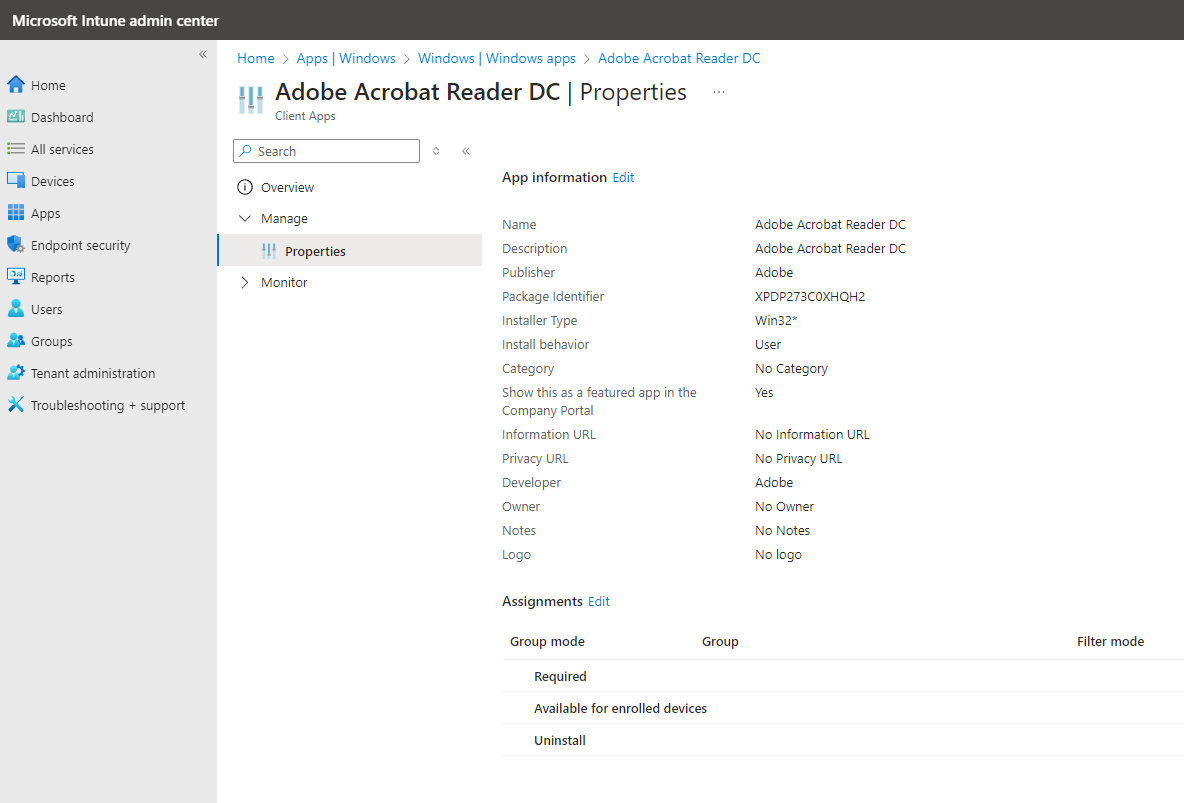 Microsoft Intune admin center
Home
Dashboard
All services
Devices
Apps
Endpoint security
Reports
Users
Groups
Tenant administration
Troubleshooting + support
Home > Apps | Windows > Windows | Windows apps > Adobe Acrobat Reader DC
Adobe Acrobat Reader DC | Properties ...
Client Apps
Search
Overview
Manage
Properties
Monitor
App information Edit
Name Adobe Acrobat Reader DC
Description Adobe Acrobat Reader DC
Publisher Adobe
Package Identifier XPDP273C0XHQH2
Installer Type Win32*
Install behavior User
Category No Category
Show this as a featured app in the Yes
Company Portal
Information URL No Information URL
Privacy URL No Privacy URL
Developer Adobe
Owner No Owner
Notes No Notes
Logo No logo
Assignments Edit
Group mode Group Filter mode
Required
Available for enrolled devices
Uninstall